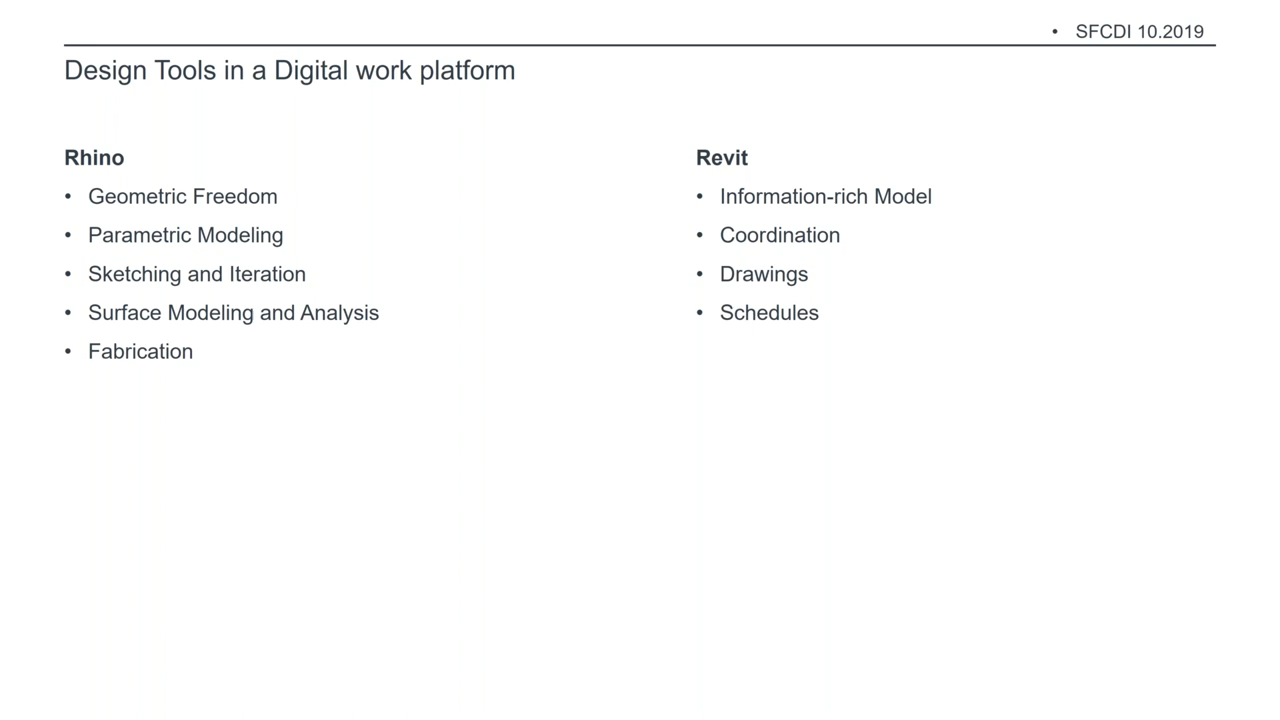 • SFCDI 10.2019
Design Tools in a Digital work platform
Rhino
• Geometric Freedom
• Parametric Modeling
• Sketching and Iteration
• Surface Modeling and Analysis
• Fabrication
Revit
• Information-rich Model
• Coordination
• Drawings
• Schedules